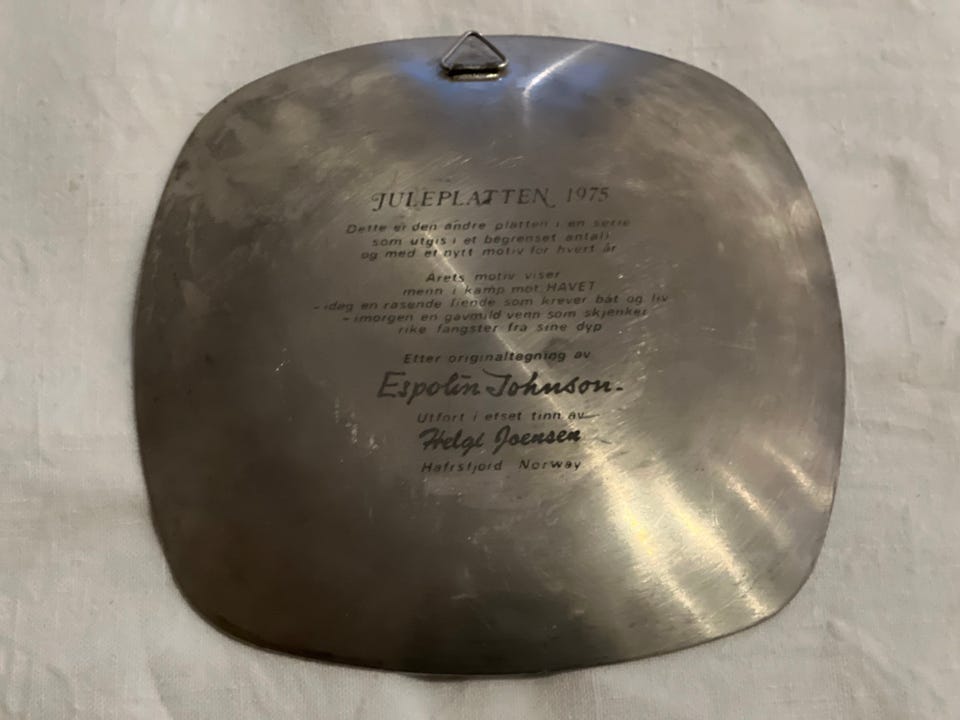 JULEPLATTEN 1975
Dette er den andre platten i en serie
som utgis i et begrenset antall
og med et nytt motiv for hvert år
Årets motiv viser
menn i kamp mot HAVET
- idag en rasende fiende som krever båt og liv
- imorgen en gavmild venn som skjenker
rike fangster fra sine dyp
Etter originaltegning av
Espolin Johnson.
Utført i etset tinn av
Helgi Joensen
Hafrsfjord Norway